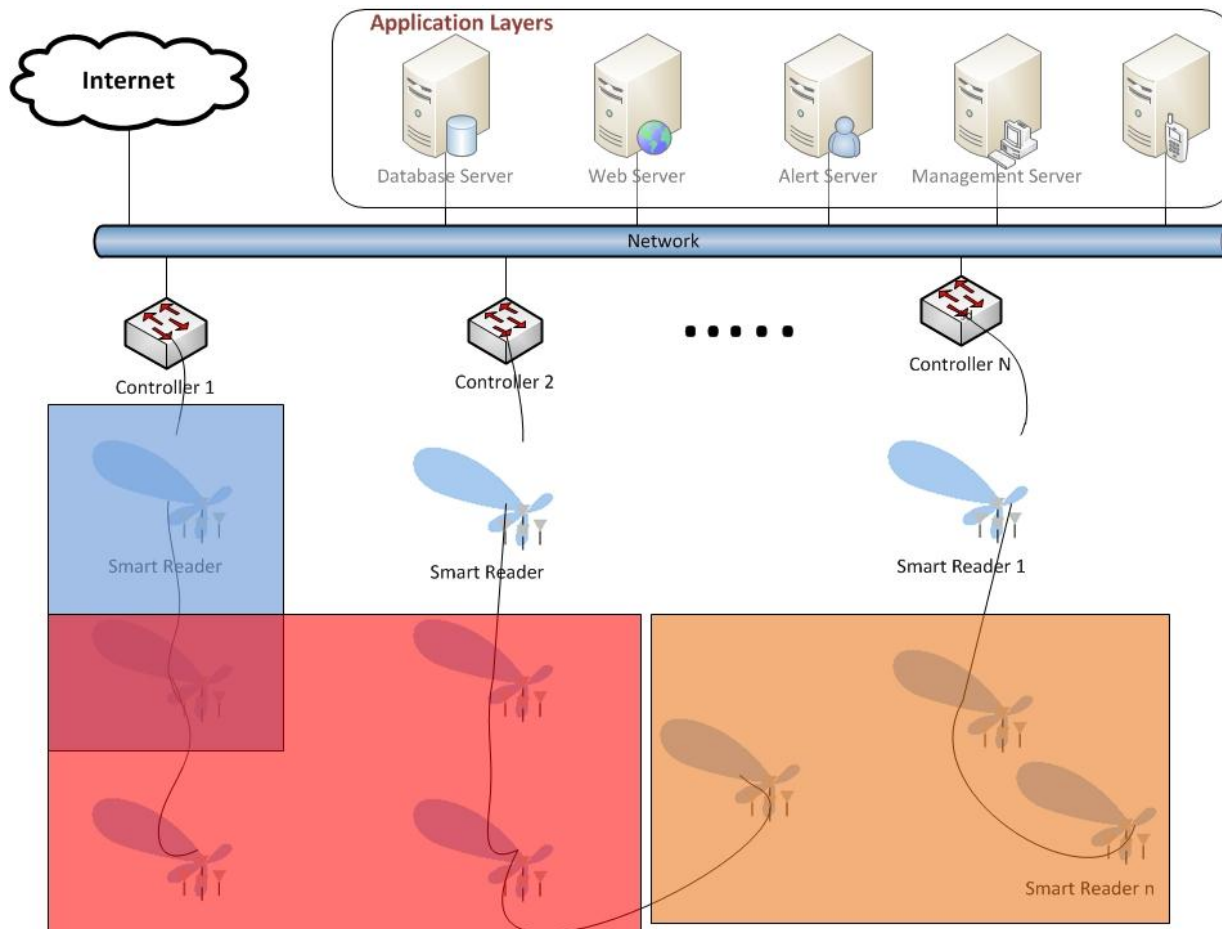 Application Layers
Internet
Database Server
Web Server
Alert Server
Management Server
Network
Controller 1
Controller 2
Controller N
Smart Reader
Smart Reader
Smart Reader 1
Smart Reader n